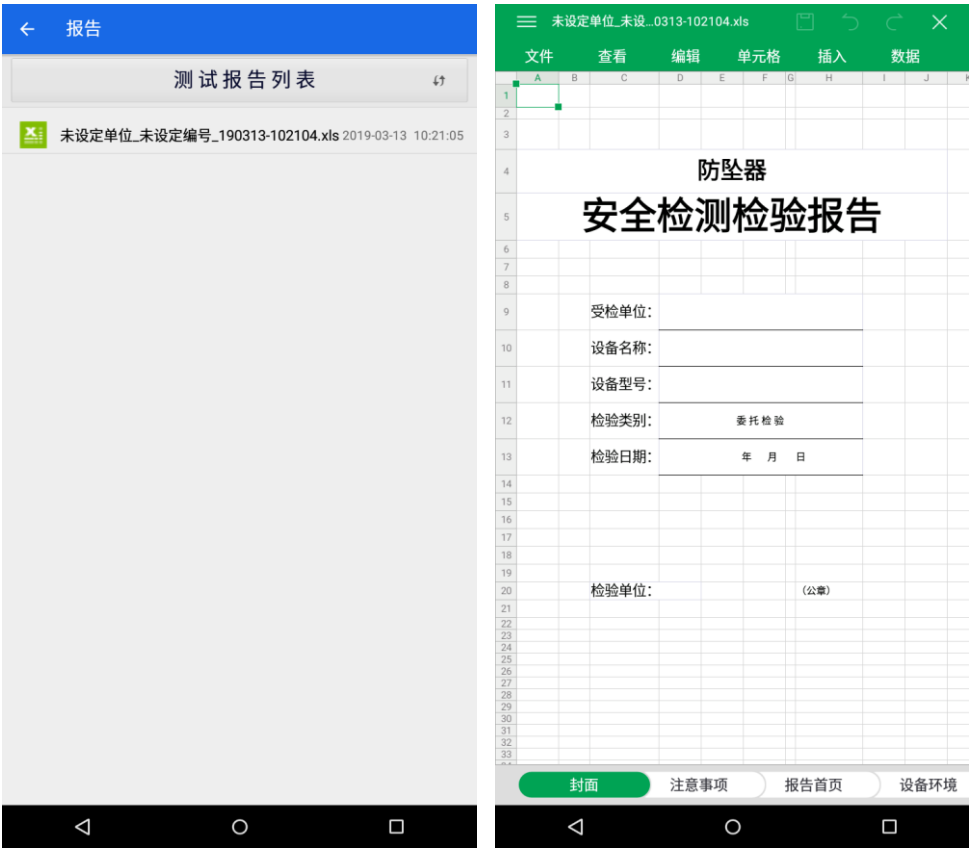 报告
测试报告列表
未设定单位_未设定编号_190313-102104.xls 2019-03-13 10:21:05
未设定单位_未设...0313-102104.xls
文件 查看 编辑 单元格 插入 数据
A B C D E F G H I J K
1
2
3
4 防坠器
5 安全检测检验报告
6
7
8
9 受检单位：
10 设备名称：
11 设备型号：
12 检验类别： 委托检验
13 检验日期： 年 月 日
14
15
16
17
18
19
20 检验单位： （公章）
21
22
23
24
25
26
27
28
29
30
31
32
33
封面 注意事项 报告首页 设备环境